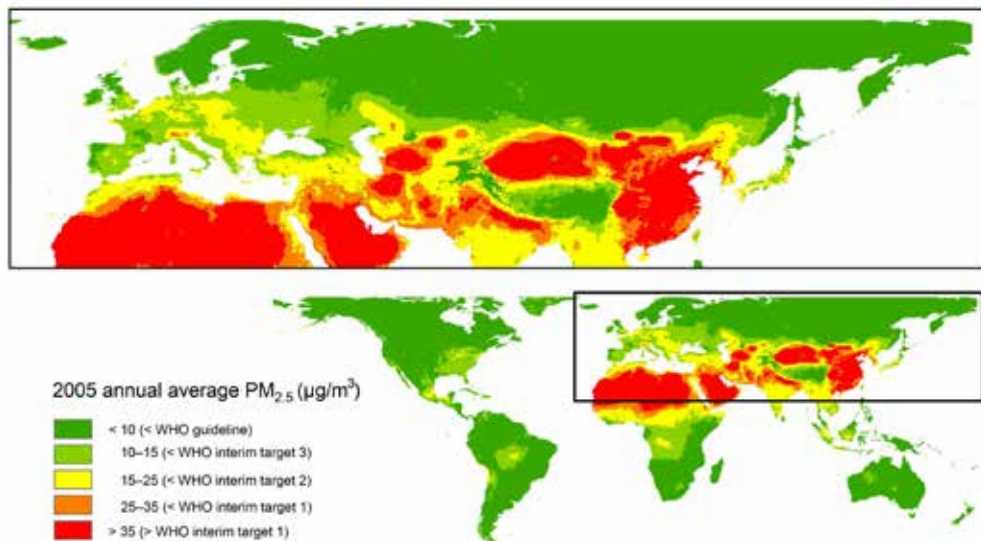 2005 annual average PM2.5 (µg/m³)
< 10 (< WHO guideline)
10–15 (< WHO interim target 3)
15–25 (< WHO interim target 2)
25–35 (< WHO interim target 1)
> 35 (> WHO interim target 1)